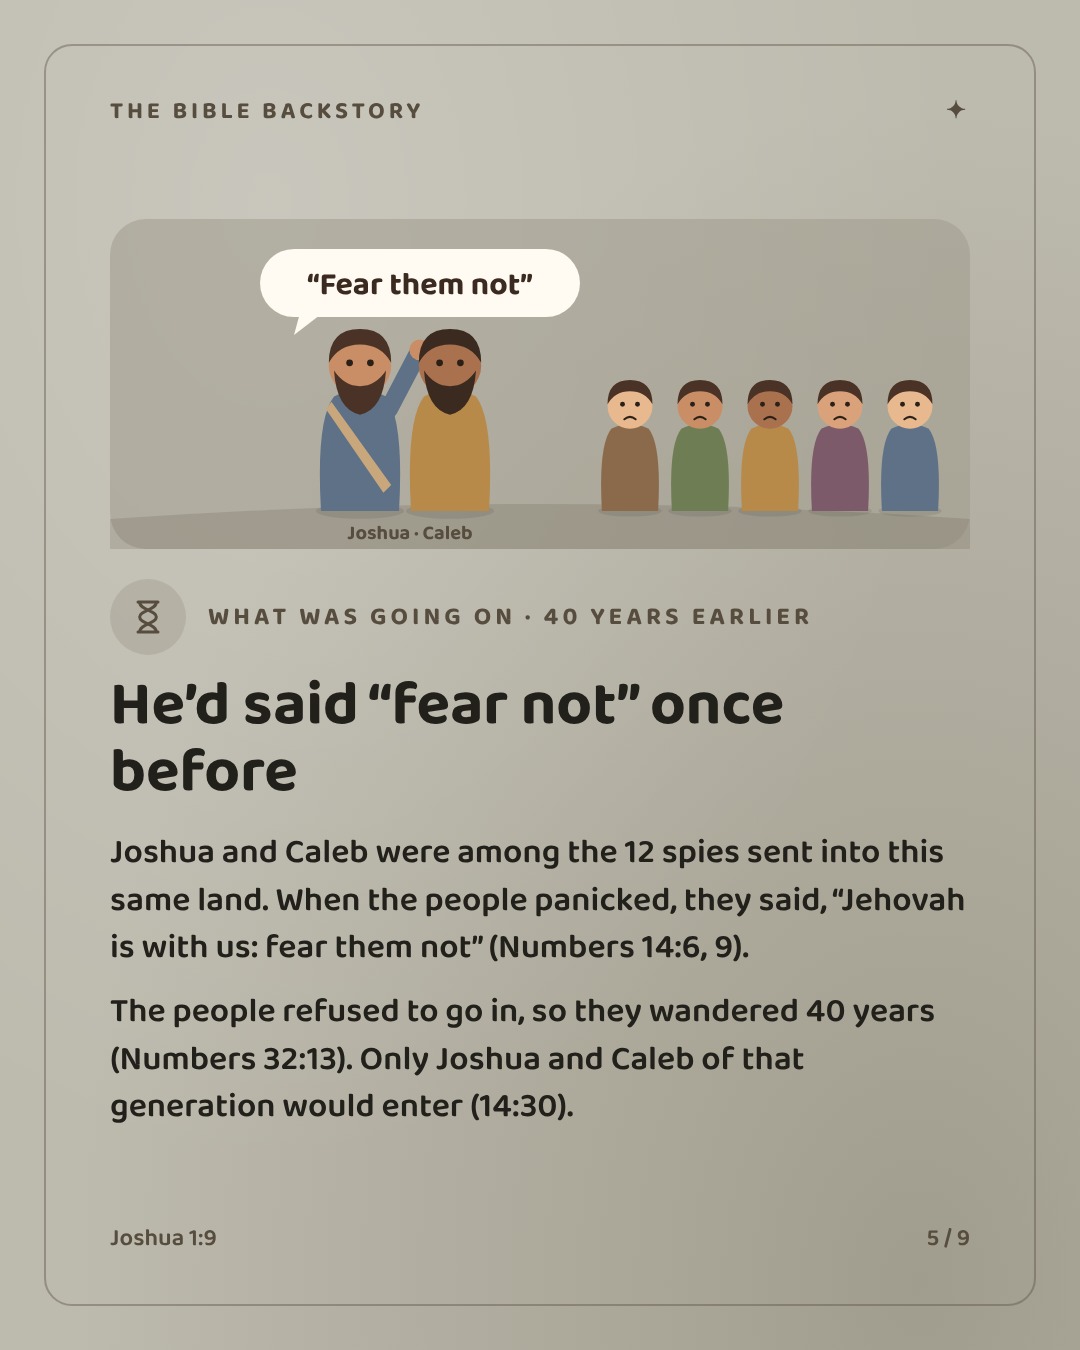 THE BIBLE BACKSTORY
“Fear them not”
Joshua · Caleb
WHAT WAS GOING ON · 40 YEARS EARLIER
He’d said “fear not” once
before
Joshua and Caleb were among the 12 spies sent into this
same land. When the people panicked, they said, “Jehovah
is with us: fear them not” (Numbers 14:6, 9).
The people refused to go in, so they wandered 40 years
(Numbers 32:13). Only Joshua and Caleb of that
generation would enter (14:30).
Joshua 1:9
5 / 9